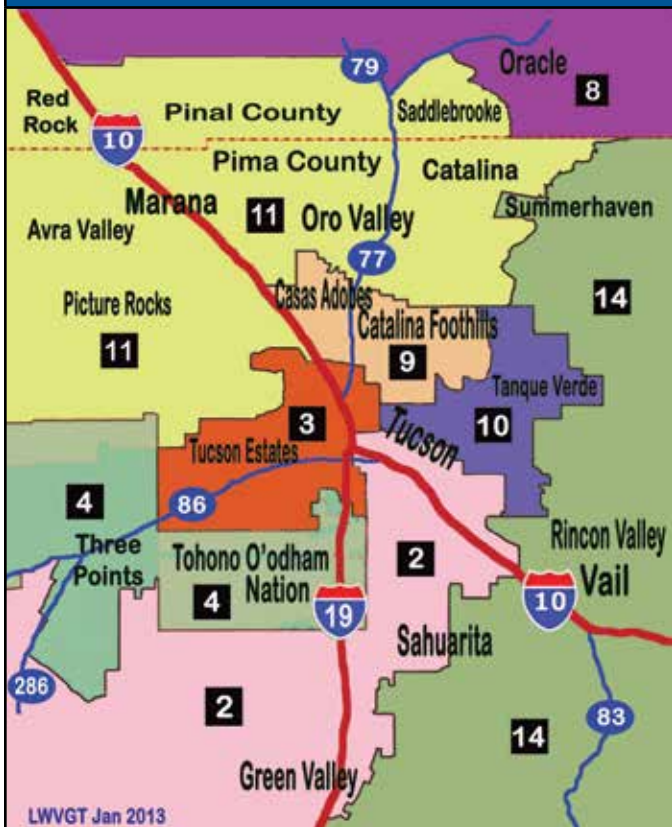 79
Oracle
8
Red
Rock
Pinal County
Saddlebrooke
10
Pima County
Catalina
Marana
11
Oro Valley
Summerhaven
Avra Valley
77
14
Picture Rocks
Casas Adobes
Catalina Foothills
11
9
Tanque Verde
3
10
Tucson
Tucson Estates
4
86
Three
Points
Tohono O'odham
Nation
4
2
Rincon Valley
Vail
10
19
Sahuarita
286
2
83
14
Green Valley
LWVGT Jan 2013